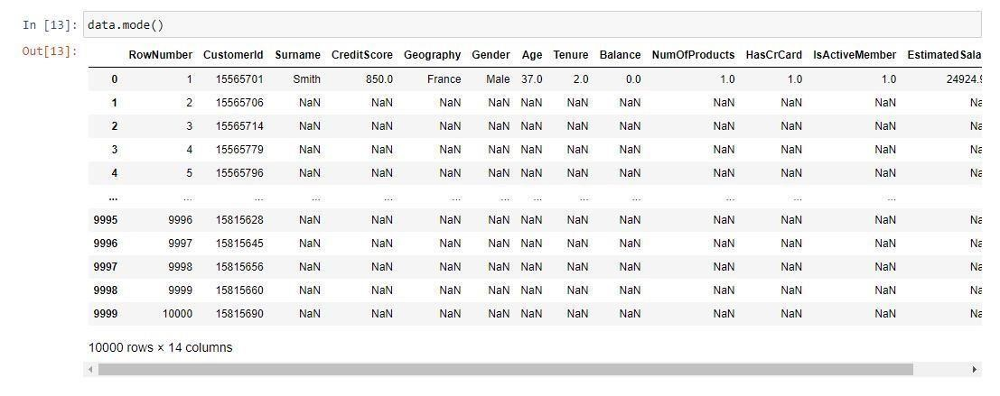 In [13]: data.mode()
Out[13]:
RowNumber CustomerId Surname CreditScore Geography Gender Age Tenure Balance NumOfProducts HasCrCard IsActiveMember EstimatedSala
0 1 15565701 Smith 850.0 France Male 37.0 2.0 0.0 1.0 1.0 1.0 24924.9
1 2 15565706 NaN NaN NaN NaN NaN NaN NaN NaN NaN NaN Na
2 3 15565714 NaN NaN NaN NaN NaN NaN NaN NaN NaN NaN Na
3 4 15565779 NaN NaN NaN NaN NaN NaN NaN NaN NaN NaN Na
4 5 15565796 NaN NaN NaN NaN NaN NaN NaN NaN NaN NaN Na
... ... ... ... ... ... ... ... ... ... ... ... ...
9995 9996 15815628 NaN NaN NaN NaN NaN NaN NaN NaN NaN NaN Na
9996 9997 15815645 NaN NaN NaN NaN NaN NaN NaN NaN NaN NaN Na
9997 9998 15815656 NaN NaN NaN NaN NaN NaN NaN NaN NaN NaN Na
9998 9999 15815660 NaN NaN NaN NaN NaN NaN NaN NaN NaN NaN Na
9999 10000 15815690 NaN NaN NaN NaN NaN NaN NaN NaN NaN NaN Na
10000 rows × 14 columns